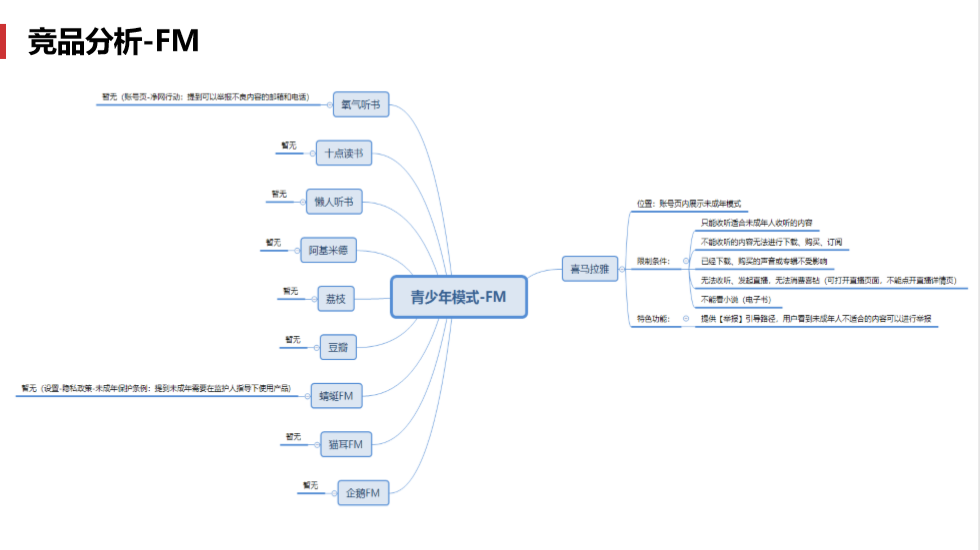 竞品分析-FM
暂无（账号页-净网行动：提到可以举报不良内容的邮箱和电话）
氧气听书
暂无
十点读书
暂无
懒人听书
暂无
阿基米德
暂无
荔枝
暂无
豆瓣
暂无（设置-隐私政策-未成年保护条例：提到未成年需要在监护人指导下使用产品）
蜻蜓FM
暂无
猫耳FM
暂无
企鹅FM
青少年模式-FM
喜马拉雅
位置：账号页内展示未成年模式
限制条件：
只能收听适合未成年人收听的内容
不能收听的内容无法进行下载、购买、订阅
已经下载、购买的声音或专辑不受影响
无法收听、发起直播，无法消费喜钻（可打开直播页面，不能点开直播详情页）
不能看小说（电子书）
特色功能：
提供【举报】引导路径，用户看到未成年人不适合的内容可以进行举报